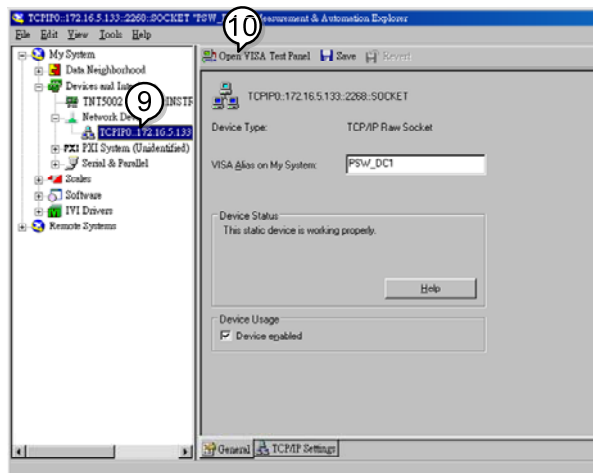 TCPIP0::172.16.5.133::2268::SOCKET "PSW_ Measurement & Automation Explorer
10
File Edit View Tools Help
My System
Data Neighborhood
Devices and Int
TNT5002 INSTR
9
Network De
TCPIP0::172.16.5.133
PXI PXI System (Unidentified)
Serial & Parallel
Scales
Software
IVI Drivers
Remote Systems
Open VISA Test Panel Save Revert
TCPIP0::172.16.5.133::2268::SOCKET
Device Type: TCP/IP Raw Socket
VISA Alias on My System: PSW_DC1
Device Status
This static device is working properly.
Help
Device Usage
Device enabled
General TCP/IP Settings